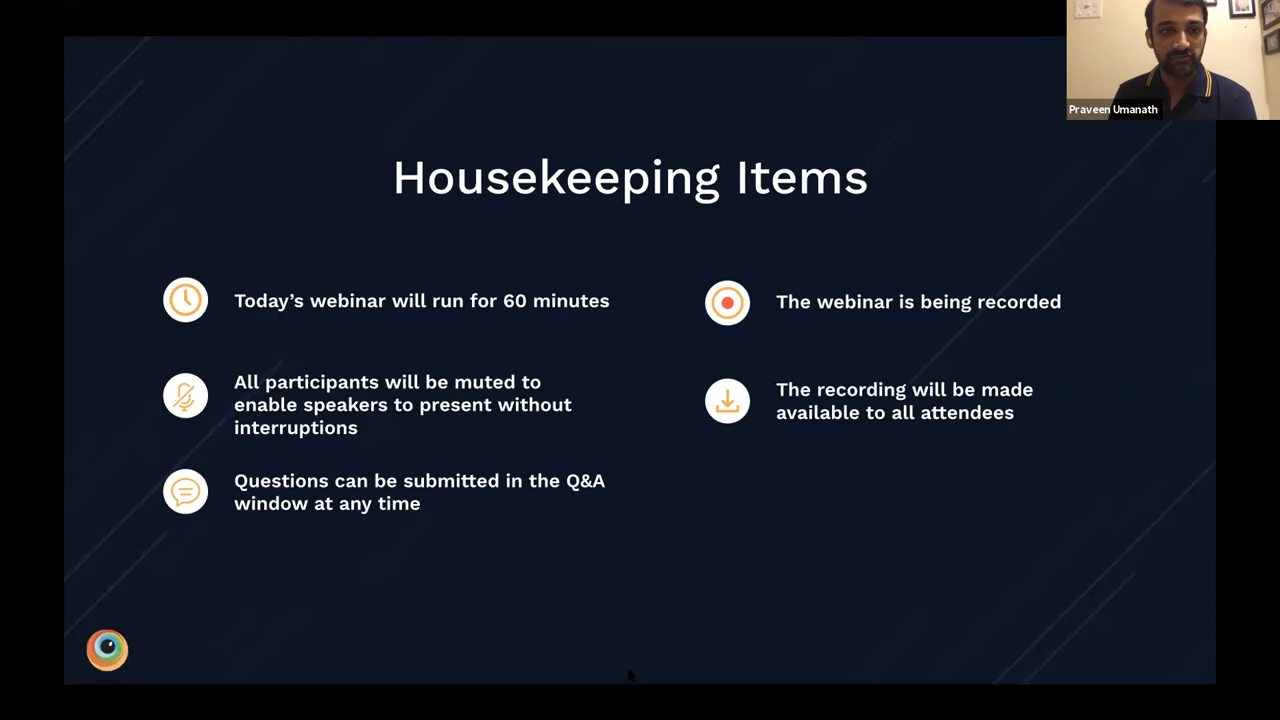 Praveen Umanath
Housekeeping Items
Today’s webinar will run for 60 minutes
All participants will be muted to
enable speakers to present without
interruptions
Questions can be submitted in the Q&A
window at any time
The webinar is being recorded
The recording will be made
available to all attendees